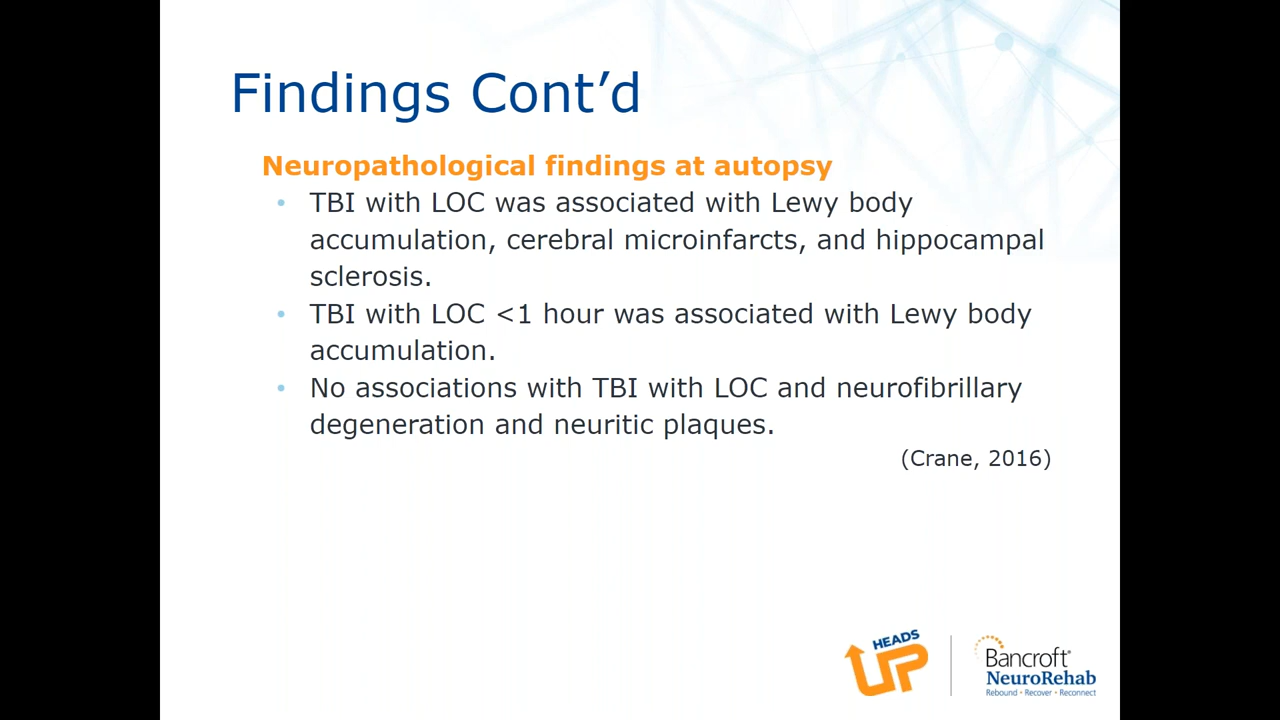 Findings Cont’d
Neuropathological findings at autopsy
• TBI with LOC was associated with Lewy body
accumulation, cerebral microinfarcts, and hippocampal
sclerosis.
• TBI with LOC <1 hour was associated with Lewy body
accumulation.
• No associations with TBI with LOC and neurofibrillary
degeneration and neuritic plaques.
(Crane, 2016)
HEADS
UP
Bancroft®
NeuroRehab
Rebound • Recover • Reconnect